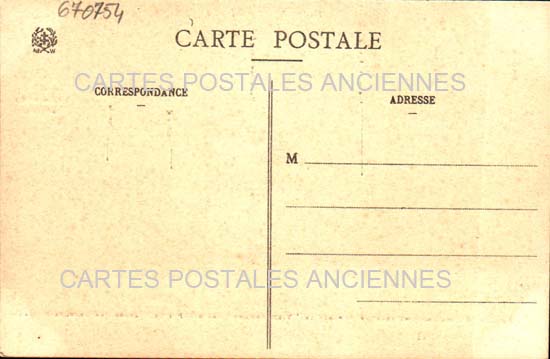 670754
CARTE POSTALE
CARTES POSTALES ANCIENNES
CORRESPONDANCE
ADRESSE
M
CARTES POSTALES ANCIENNES